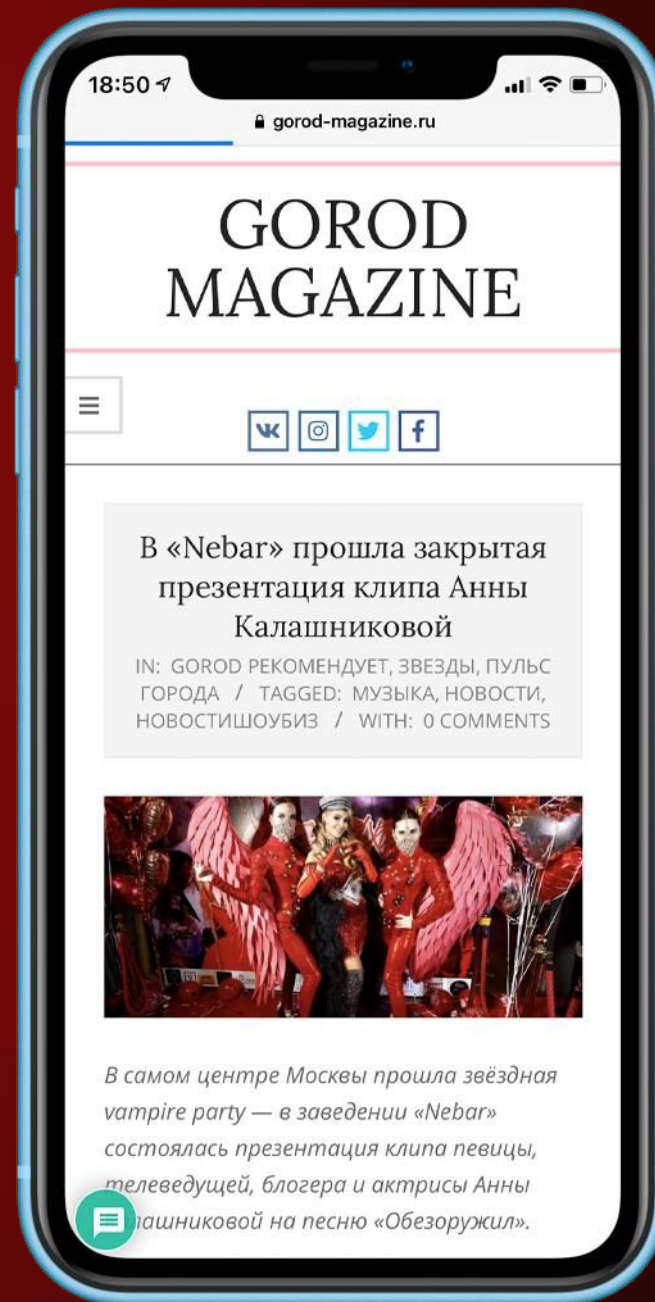 18:50
gorod-magazine.ru
GOROD
MAGAZINE
В «Nebar» прошла закрытая
презентация клипа Анны
Калашниковой
IN: GOROD РЕКОМЕНДУЕТ, ЗВЕЗДЫ, ПУЛЬС
ГОРОДА / TAGGED: МУЗЫКА, НОВОСТИ,
НОВОСТИШОУБИЗ / WITH: 0 COMMENTS
В самом центре Москвы прошла звёздная
vampire party — в заведении «Nebar»
состоялась презентация клипа певицы,
телеведущей, блогера и актрисы Анны
алашниковой на песню «Обезоружил».